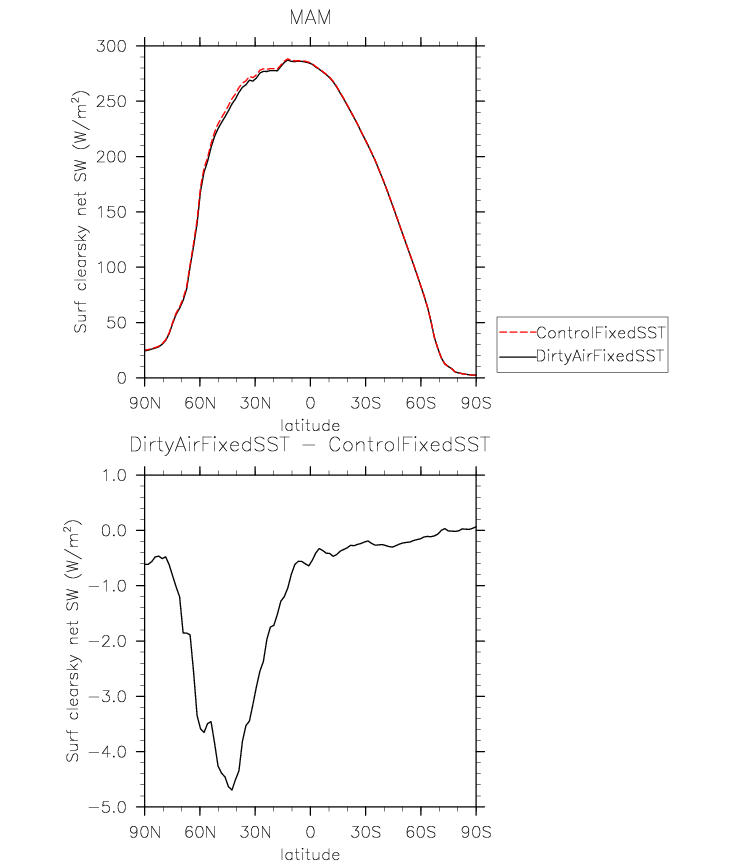 MAM
300
250
200
150
100
50
0
Surf clearsky net SW (W/m²)
90N 60N 30N 0 30S 60S 90S
latitude
ControlFixedSST
DirtyAirFixedSST
DirtyAirFixedSST − ControlFixedSST
1.0
0.0
−1.0
−2.0
−3.0
−4.0
−5.0
Surf clearsky net SW (W/m²)
90N 60N 30N 0 30S 60S 90S
latitude